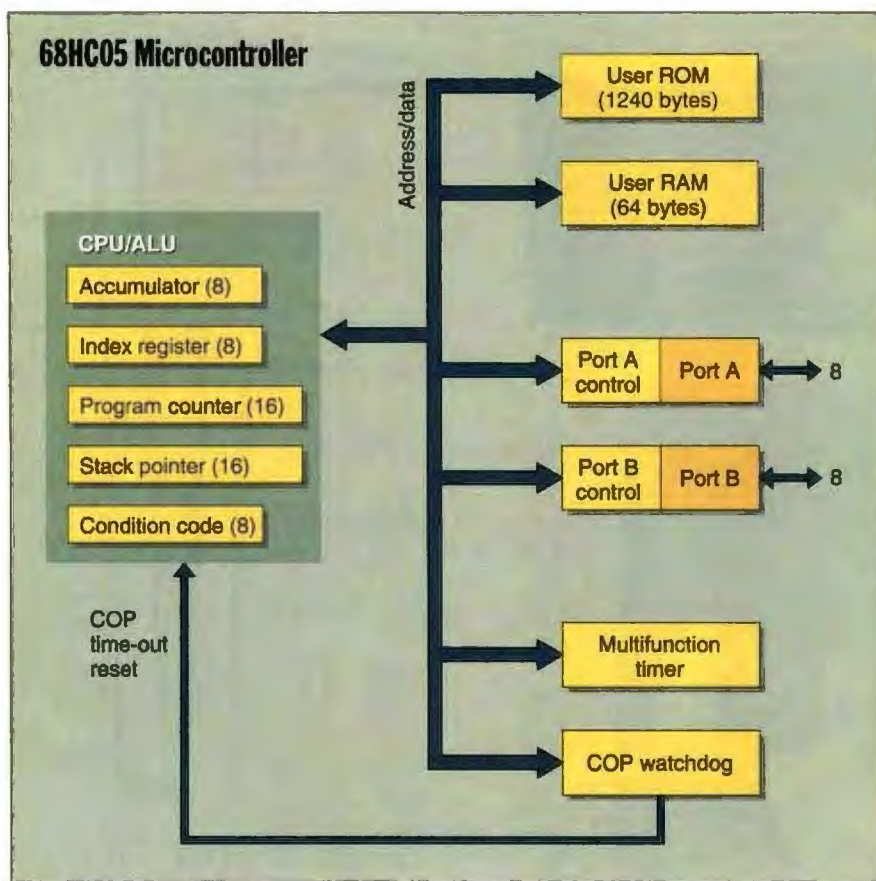 68HC05 Microcontroller
Address/data
User ROM
(1240 bytes)
User RAM
(64 bytes)
CPU/ALU
Accumulator (8)
Index register (8)
Program counter (16)
Stack pointer (16)
Condition code (8)
Port A
control
Port A
8
Port B
control
Port B
8
COP
time-out
reset
Multifunction
timer
COP watchdog